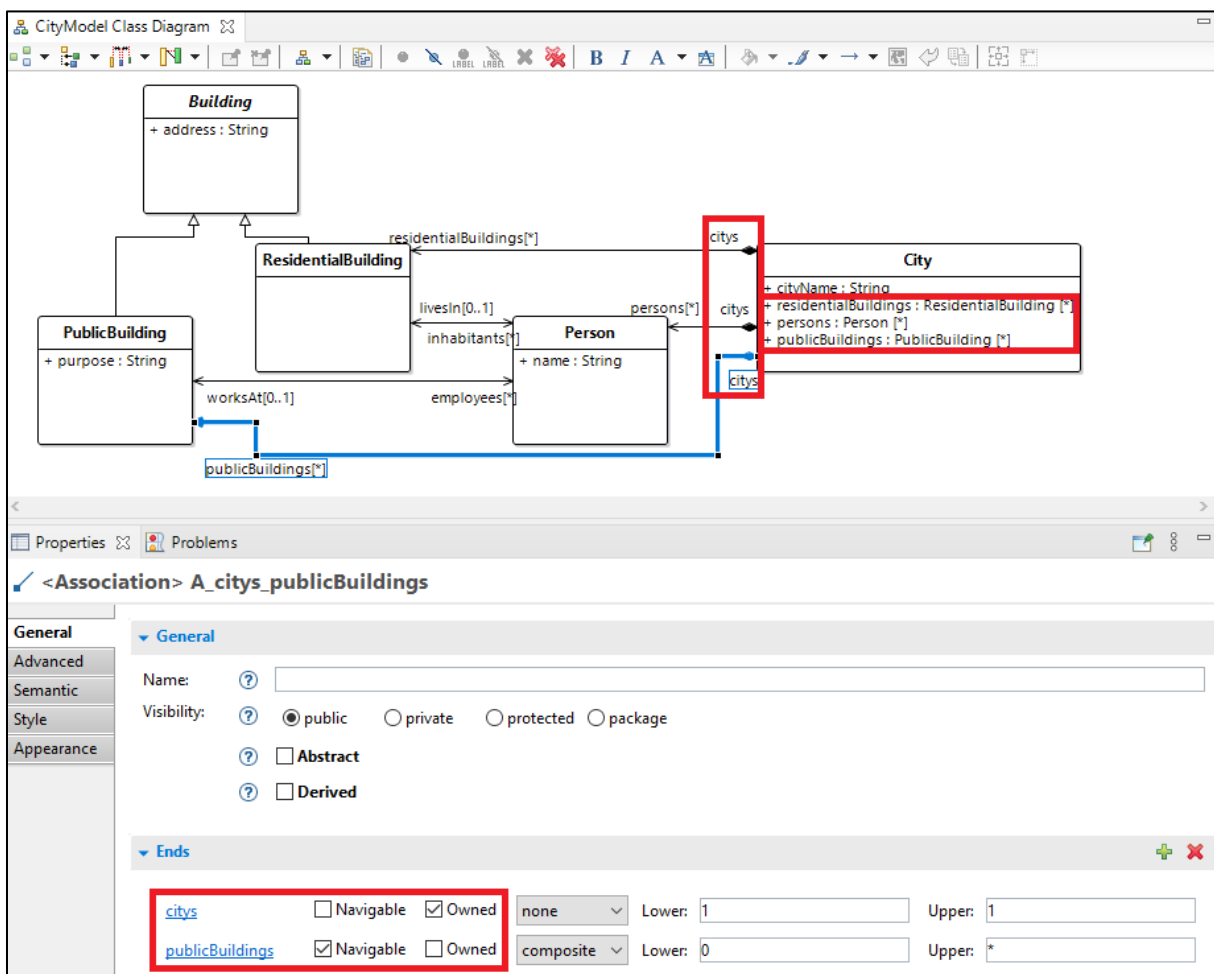 CityModel Class Diagram
LABEL LABEL
B I A
Building
+ address : String
residentialBuildings[*]
citys
ResidentialBuilding
City
+ cityName : String
+ residentialBuildings : ResidentialBuilding [*]
+ persons : Person [*]
+ publicBuildings : PublicBuilding [*]
livesIn[0..1]
persons[*]
citys
inhabitants[*]
PublicBuilding
+ purpose : String
Person
+ name : String
citys
worksAt[0..1]
employees[*]
publicBuildings[*]
Properties
Problems
<Association> A_citys_publicBuildings
General
Advanced
Semantic
Style
Appearance
General
Name:
Visibility: public private protected package
Abstract
Derived
Ends
citys Navigable Owned none Lower: 1 Upper: 1
publicBuildings Navigable Owned composite Lower: 0 Upper: *